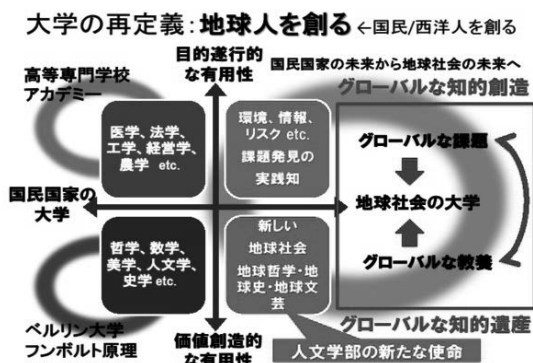 大学の再定義:地球人を創る ←国民/西洋人を創る
目的遂行的
な有用性
国民国家の未来から地球社会の未来へ
高等専門学校
アカデミー
グローバルな知的創造
医学、法学、
工学、経営学、
農学 etc.
環境、情報、
リスク etc.
課題発見の
実践知
グローバルな課題
国民国家の
大学
地球社会の大学
哲学、数学、
美学、人文学、
史学 etc.
新しい
地球社会
地球哲学・地
球史・地球文
芸
グローバルな教養
ベルリン大学
フンボルト原理
価値創造的
な有用性
グローバルな知的遺産
人文学部の新たな使命